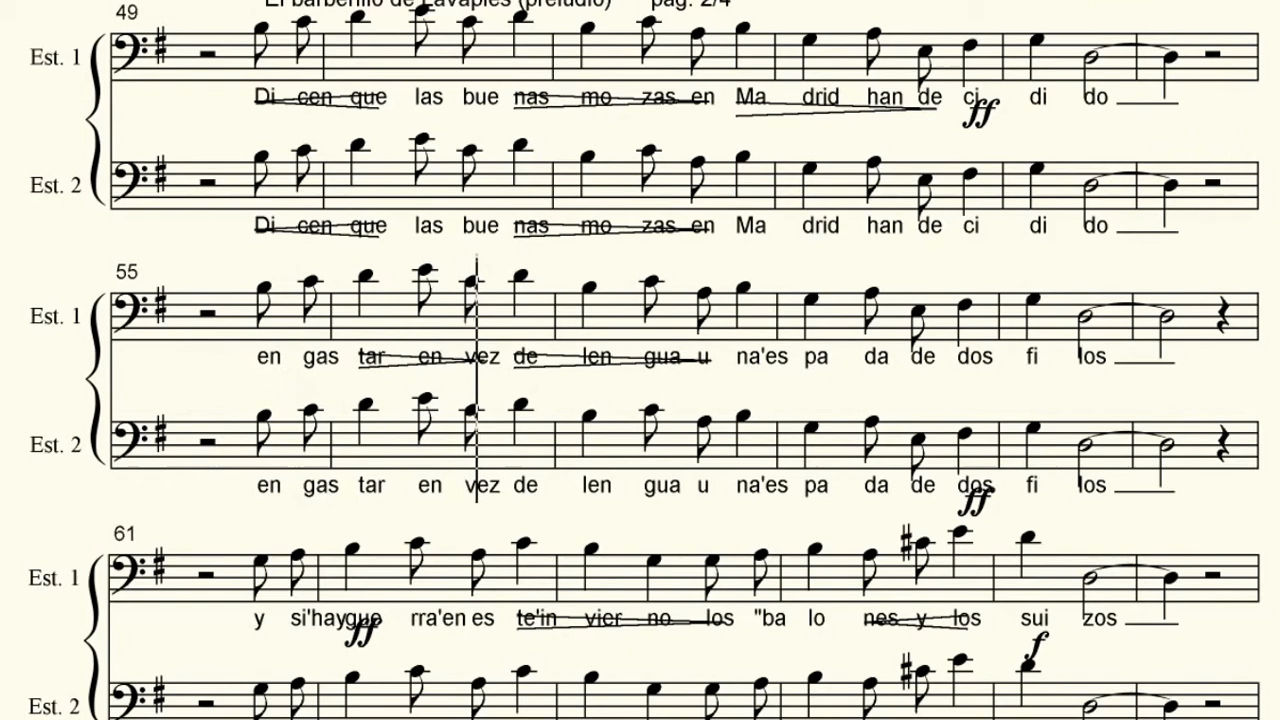 El barberillo de Lavapiés (preludio) pag. 2/4
49
Est. 1
Di cen que las bue nas mo zas en Ma drid han de ci di do
ff
Est. 2
Di cen que las bue nas mo zas en Ma drid han de ci di do
55
Est. 1
en gas tar en vez de len gua u na'es pa da de dos fi los
Est. 2
en gas tar en vez de len gua u na'es pa da de dos fi los
ff
61
Est. 1
y si'hay gue rra'en es te'in vier no los "ba lo nes y los sui zos
ff
f
Est. 2